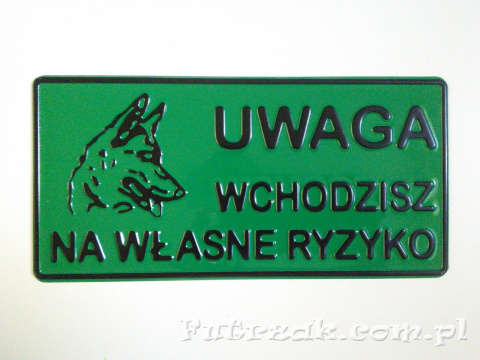 UWAGA
WCHODZISZ
NA WŁASNE RYZYKO
Futrzak.com.pl